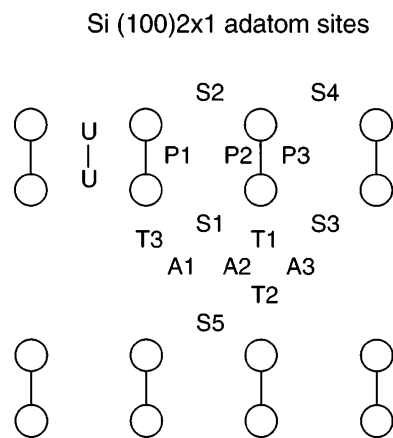 Si (100)2x1 adatom sites
S2 S4
U P1 P2 P3
U
S1 S3
T3 T1
A1 A2 A3
T2
S5